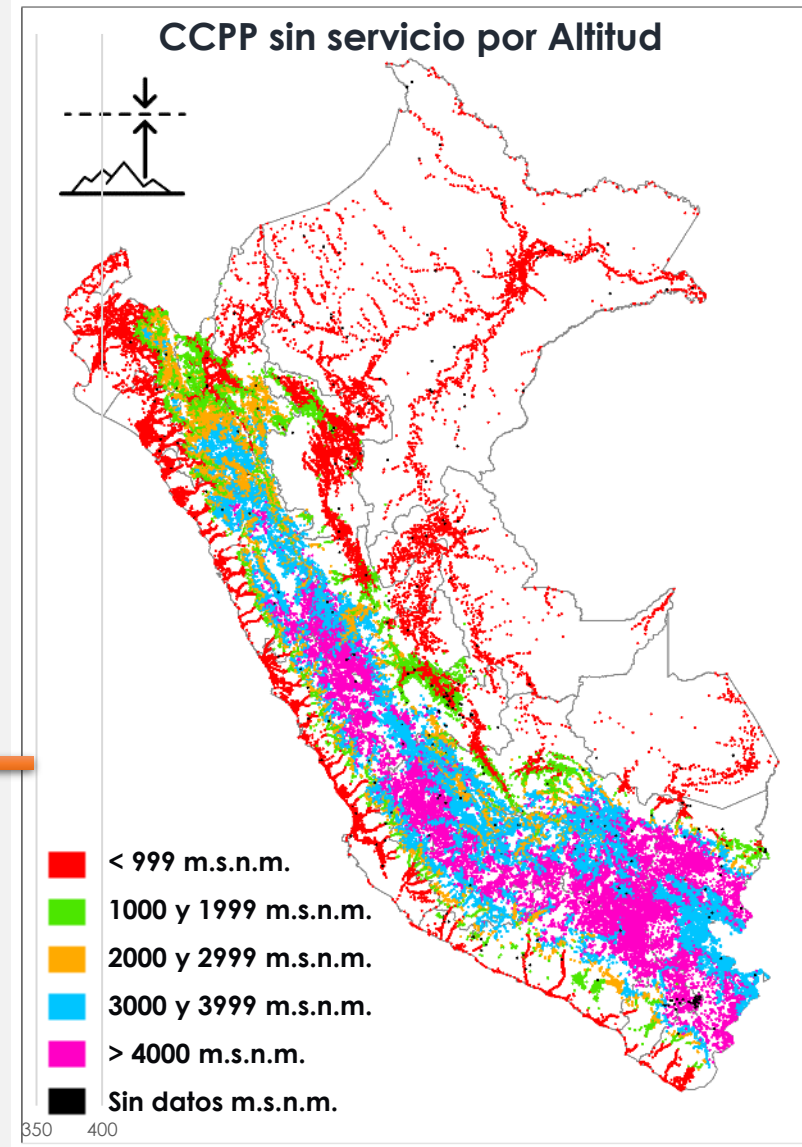 CCPP sin servicio por Altitud
< 999 m.s.n.m.
1000 y 1999 m.s.n.m.
2000 y 2999 m.s.n.m.
3000 y 3999 m.s.n.m.
> 4000 m.s.n.m.
Sin datos m.s.n.m.
350 400